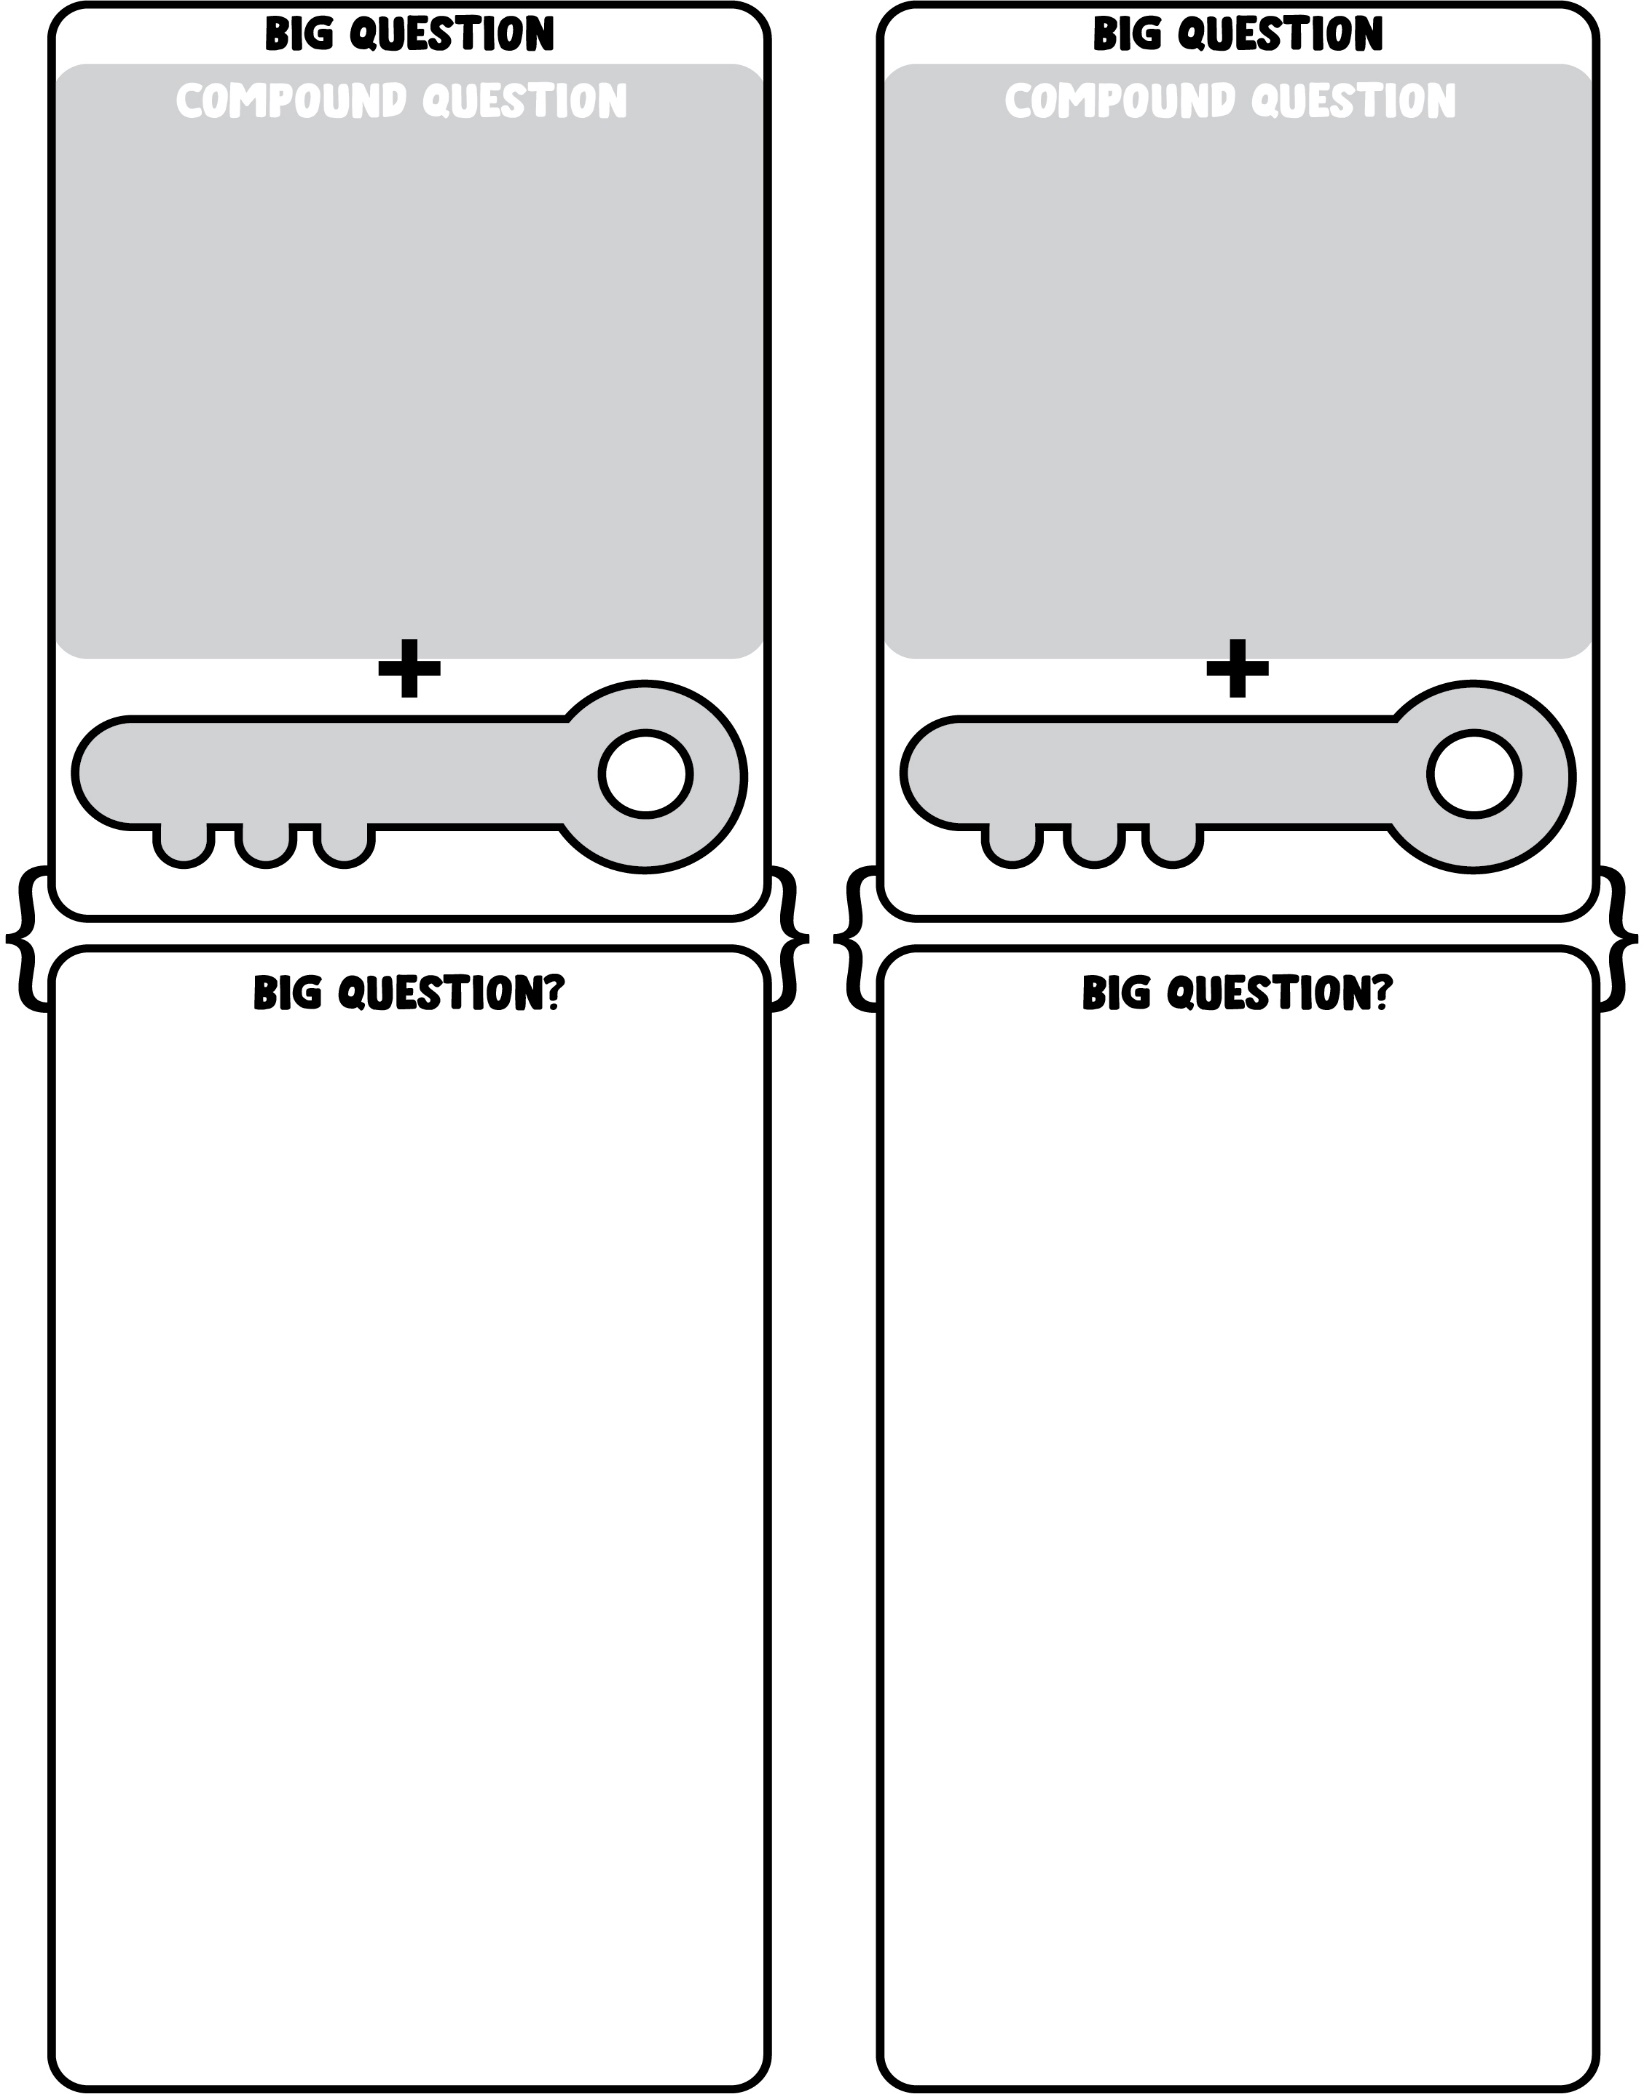 BIG QUESTION
COMPOUND QUESTION
+
BIG QUESTION?
BIG QUESTION
COMPOUND QUESTION
+
BIG QUESTION?